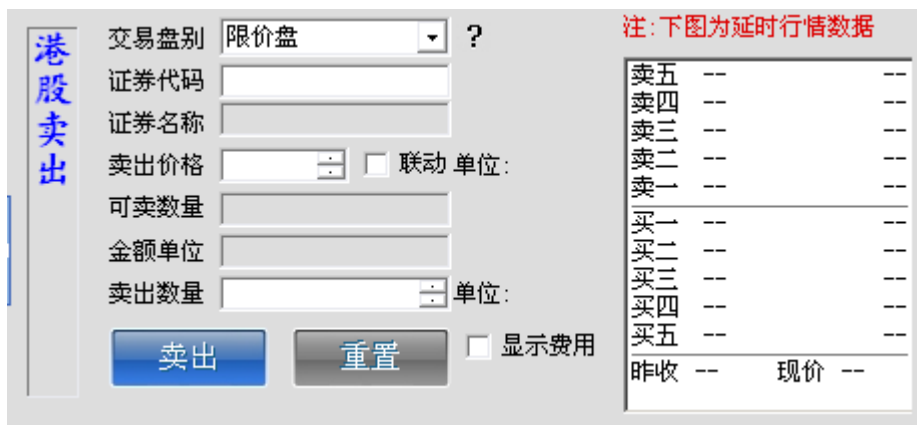 港股卖出
交易盘别 限价盘 ?
证券代码
证券名称
卖出价格 联动 单位:
可卖数量
金额单位
卖出数量 单位:
卖出 重置 显示费用
注:下图为延时行情数据
卖五 -- --
卖四 -- --
卖三 -- --
卖二 -- --
卖一 -- --
买一 -- --
买二 -- --
买三 -- --
买四 -- --
买五 -- --
昨收 -- 现价 --